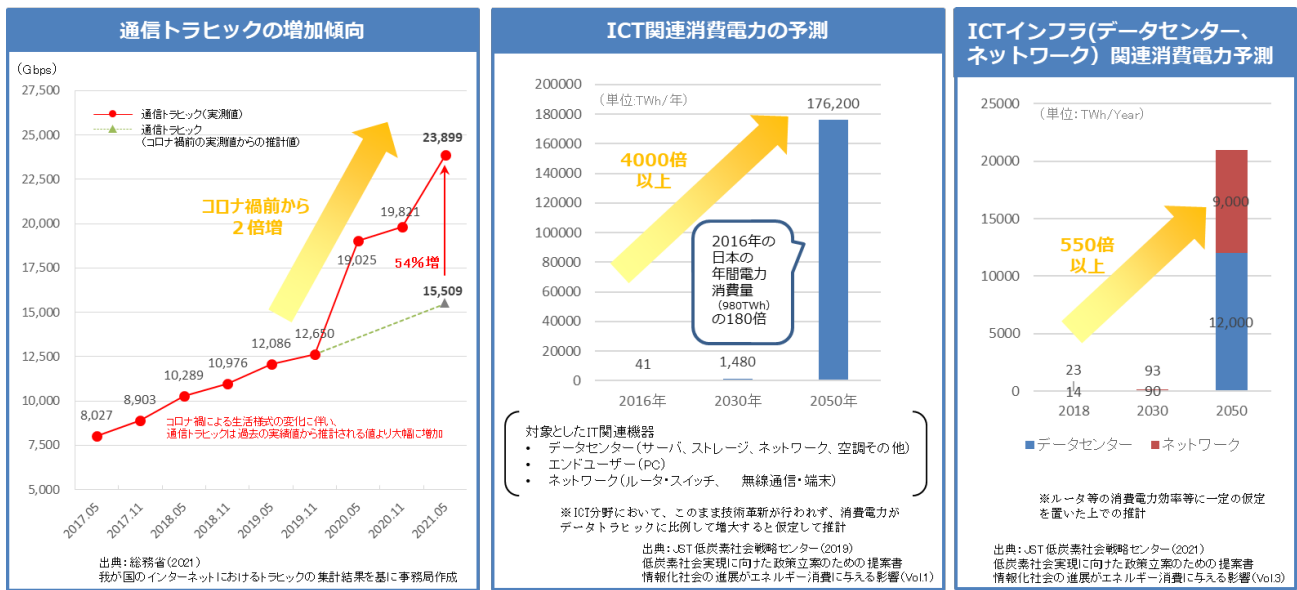 通信トラヒックの増加傾向
(Gbps)
27,500
25,000
22,500
20,000
17,500
15,000
12,500
10,000
7,500
5,000
通信トラヒック(実測値)
通信トラヒック
(コロナ禍前の実測値からの推計値)
コロナ禍前から
2倍増
23,899
19,821
19,025
54%増
15,509
12,650
12,086
10,976
10,289
8,903
8,027
コロナ禍による生活様式の変化に伴い、
通信トラヒックは過去の実績値から推計される値より大幅に増加
2017.05
2017.11
2018.05
2018.11
2019.05
2019.11
2020.05
2020.11
2021.05
出典:総務省(2021)
我が国のインターネットにおけるトラヒックの集計結果を基に事務局作成
ICT関連消費電力の予測
(単位:TWh/年)
200000
180000
160000
140000
120000
100000
80000
60000
40000
20000
0
176,200
4000倍
以上
2016年の
日本の
年間電力
消費量
(980TWh)
の180倍
41
1,480
2016年
2030年
2050年
対象としたIT関連機器
• データセンター(サーバ、ストレージ、ネットワーク、空調その他)
• エンドユーザー(PC)
• ネットワーク(ルータ・スイッチ、 無線通信・端末)
※ICT分野において、このまま技術革新が行われず、消費電力が
データトラヒックに比例して増大すると仮定して推計
出典:JST低炭素社会戦略センター(2019)
低炭素社会実現に向けた政策立案のための提案書
情報化社会の進展がエネルギー消費に与える影響(Vol.1)
ICTインフラ(データセンター、
ネットワーク)関連消費電力予測
(単位:TWh/Year)
25000
20000
15000
10000
5000
0
550倍
以上
9,000
12,000
23
14
93
90
2018
2030
2050
データセンター
ネットワーク
※ルータ等の消費電力効率等に一定の仮定
を置いた上での推計
出典:JST低炭素社会戦略センター(2021)
低炭素社会実現に向けた政策立案のための提案書
情報化社会の進展がエネルギー消費に与える影響(Vol.3)